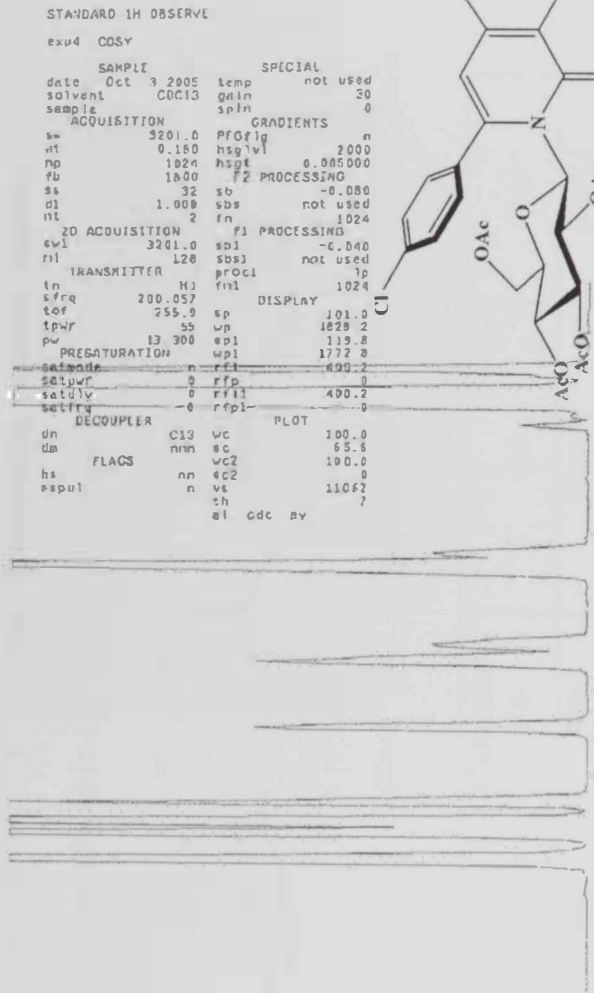 STANDARD 1H OBSERVE
exp4 COSY
SAMPLE
date Oct 3 2005
solvent CDCl3
sample
ACQUISITION
sw 3201.0
at 0.160
np 1024
fb 1800
ss 32
d1 1.000
nt 2
2D ACQUISITION
sw1 3201.0
ni 128
TRANSMITTER
tn H1
sfrq 200.057
tof 255.9
tpwr 55
pw 13.300
PRESATURATION
satmode n
satpwr 0
satdly 0
satfrq -0
DECOUPLER
dn C13
dm nnn
FLAGS
hs nn
sspul n
SPECIAL
temp not used
gain 30
spin 0
GRADIENTS
PFGflg n
hsglvl 2000
hsgt 0.005000
F2 PROCESSING
sb -0.080
sbs not used
fn 1024
F1 PROCESSING
sb1 -0.040
sbs1 not used
proc1 lp
fn1 1024
DISPLAY
sp 101.0
wp 1829.2
sp1 119.8
wp1 1772.8
rfl 400.2
rfp 0
rfl1 400.2
rfp1 0
PLOT
wc 100.0
sc 65.6
wc2 100.0
sc2 0
vs 11062
th 7
ai cdc av
N
O
OAc
Cl
AcO
AcO